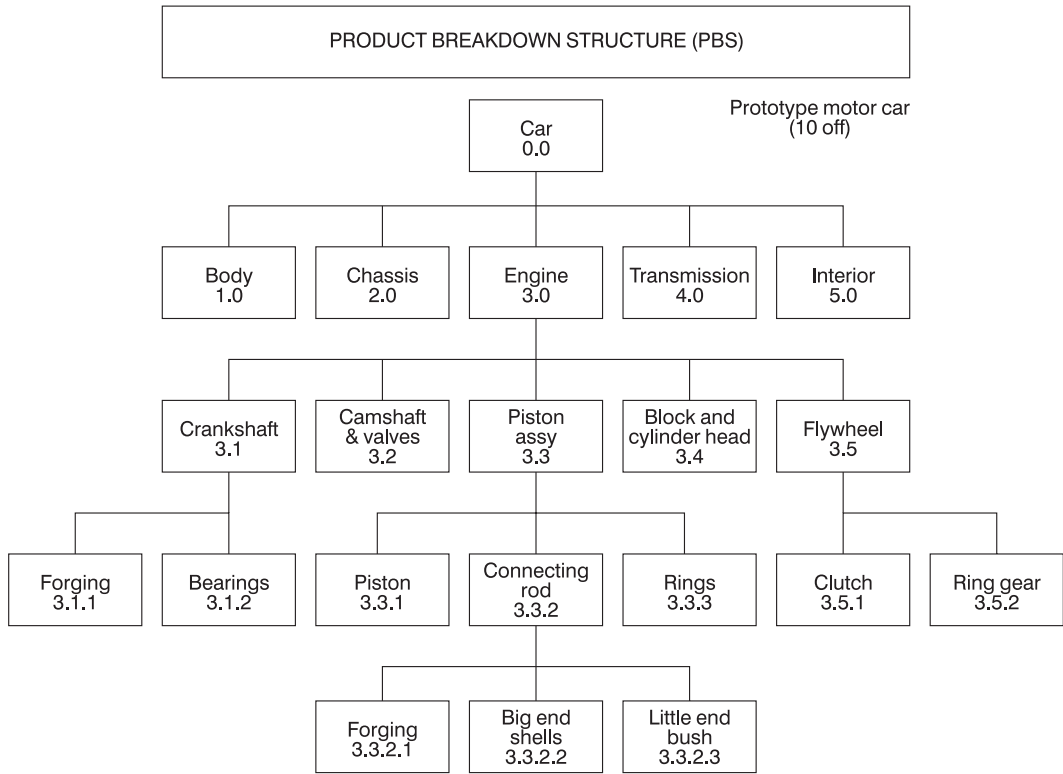 PRODUCT BREAKDOWN STRUCTURE (PBS)
Prototype motor car
(10 off)
Car
0.0
Body
1.0
Chassis
2.0
Engine
3.0
Transmission
4.0
Interior
5.0
Crankshaft
3.1
Camshaft
& valves
3.2
Piston
assy
3.3
Block and
cylinder head
3.4
Flywheel
3.5
Forging
3.1.1
Bearings
3.1.2
Piston
3.3.1
Connecting
rod
3.3.2
Rings
3.3.3
Clutch
3.5.1
Ring gear
3.5.2
Forging
3.3.2.1
Big end
shells
3.3.2.2
Little end
bush
3.3.2.3